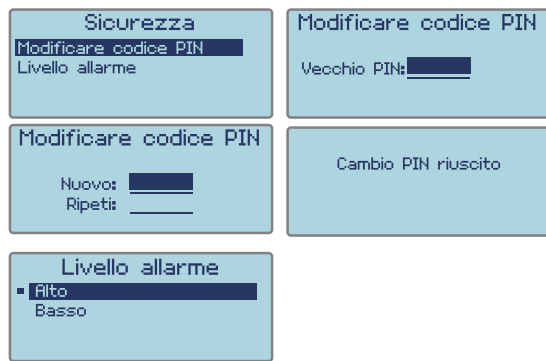 Sicurezza
Modificare codice PIN
Livello allarme
Modificare codice PIN
Vecchio PIN:
Modificare codice PIN
Nuovo:
Ripeti:
Cambio PIN riuscito
Livello allarme
Alto
Basso